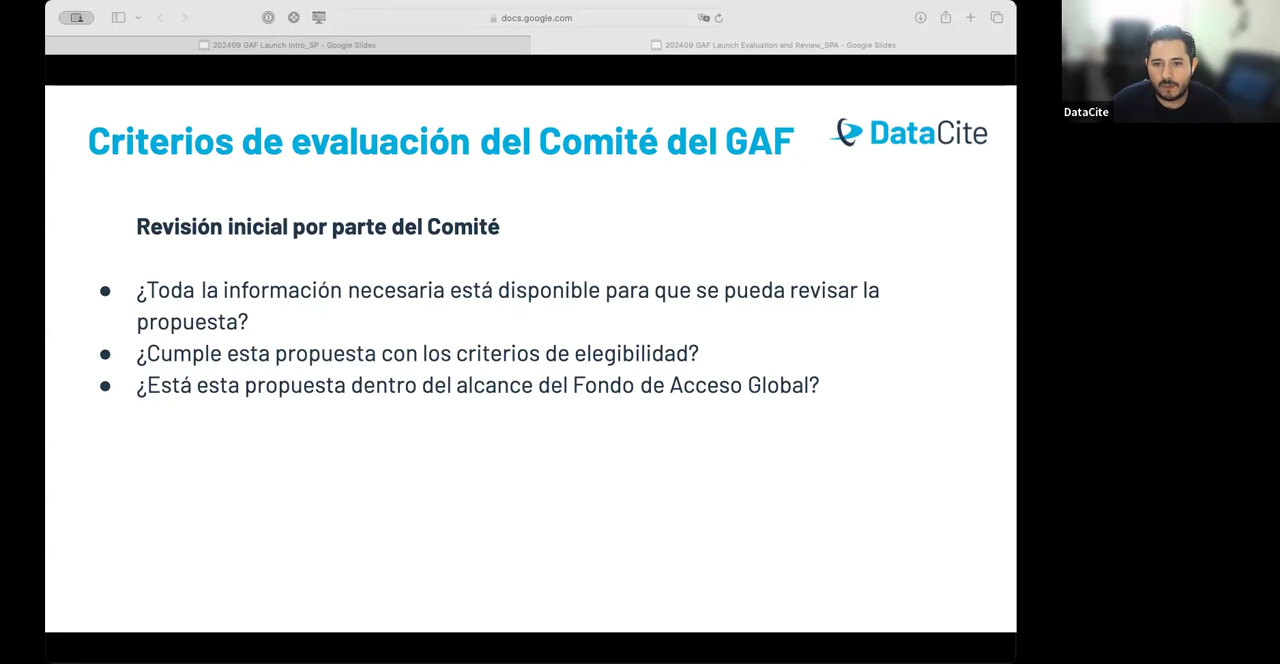 docs.google.com
202409 GAF Launch Intro_SP - Google Slides
202409 GAF Launch Evaluation and Review_SPA - Google Slides
DataCite
Criterios de evaluación del Comité del GAF
DataCite
Revisión inicial por parte del Comité
● ¿Toda la información necesaria está disponible para que se pueda revisar la
propuesta?
● ¿Cumple esta propuesta con los criterios de elegibilidad?
● ¿Está esta propuesta dentro del alcance del Fondo de Acceso Global?